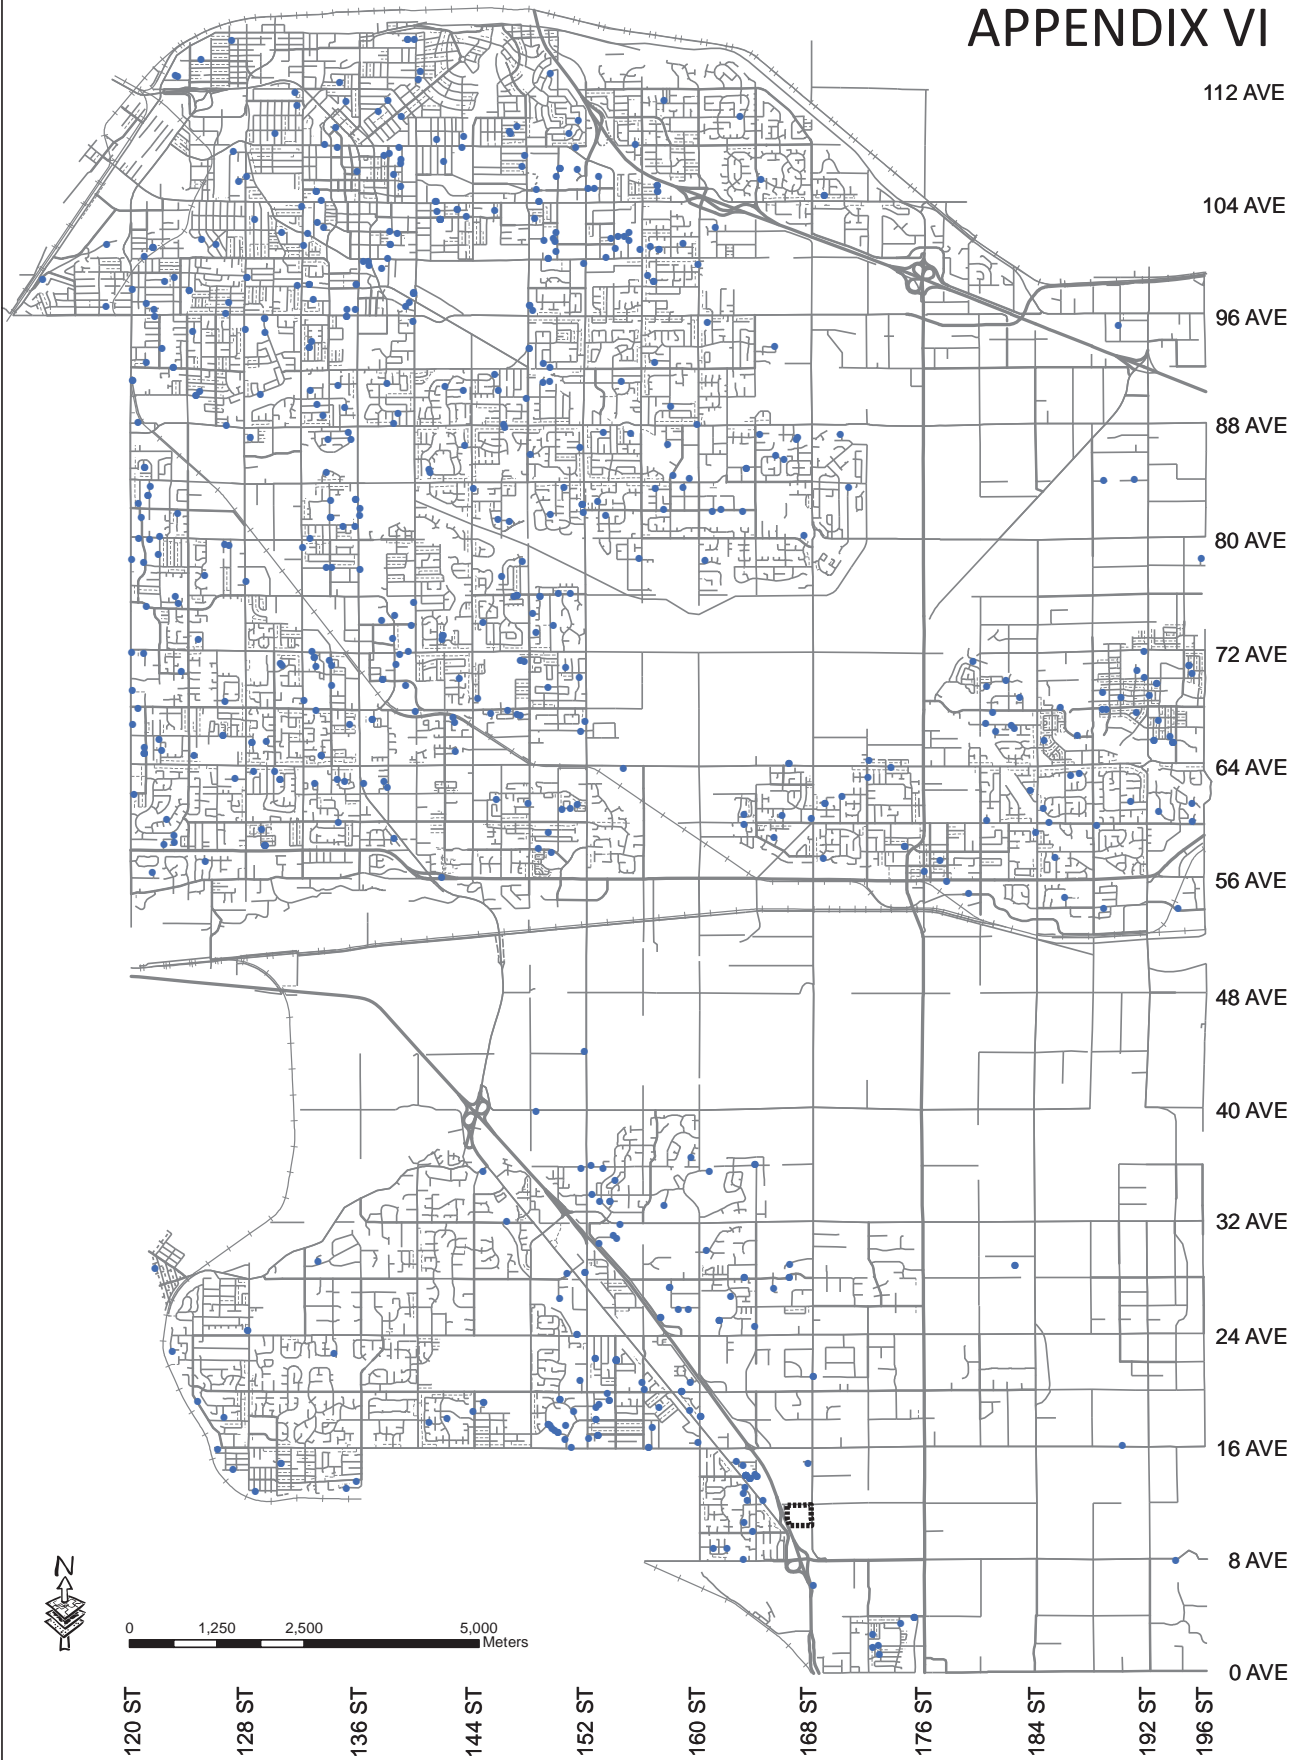 APPENDIX VI
112 AVE
104 AVE
96 AVE
88 AVE
80 AVE
72 AVE
64 AVE
56 AVE
48 AVE
40 AVE
32 AVE
24 AVE
16 AVE
8 AVE
0 AVE
N
0 1,250 2,500 5,000
Meters
120 ST
128 ST
136 ST
144 ST
152 ST
160 ST
168 ST
176 ST
184 ST
192 ST
196 ST